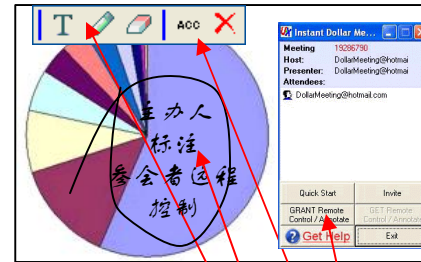 T ACC
主办人
标注
参会者远程
控制
Instant Dollar Me...
Meeting 19286790
Host: DollarMeeting@hotmai
Presenter: DollarMeeting@hotmai
Attendees:
DollarMeeting@hotmail.com
Quick Start Invite
GRANT Remote Control / Annotate GET Remote Control / Annotate
Get Help Exit